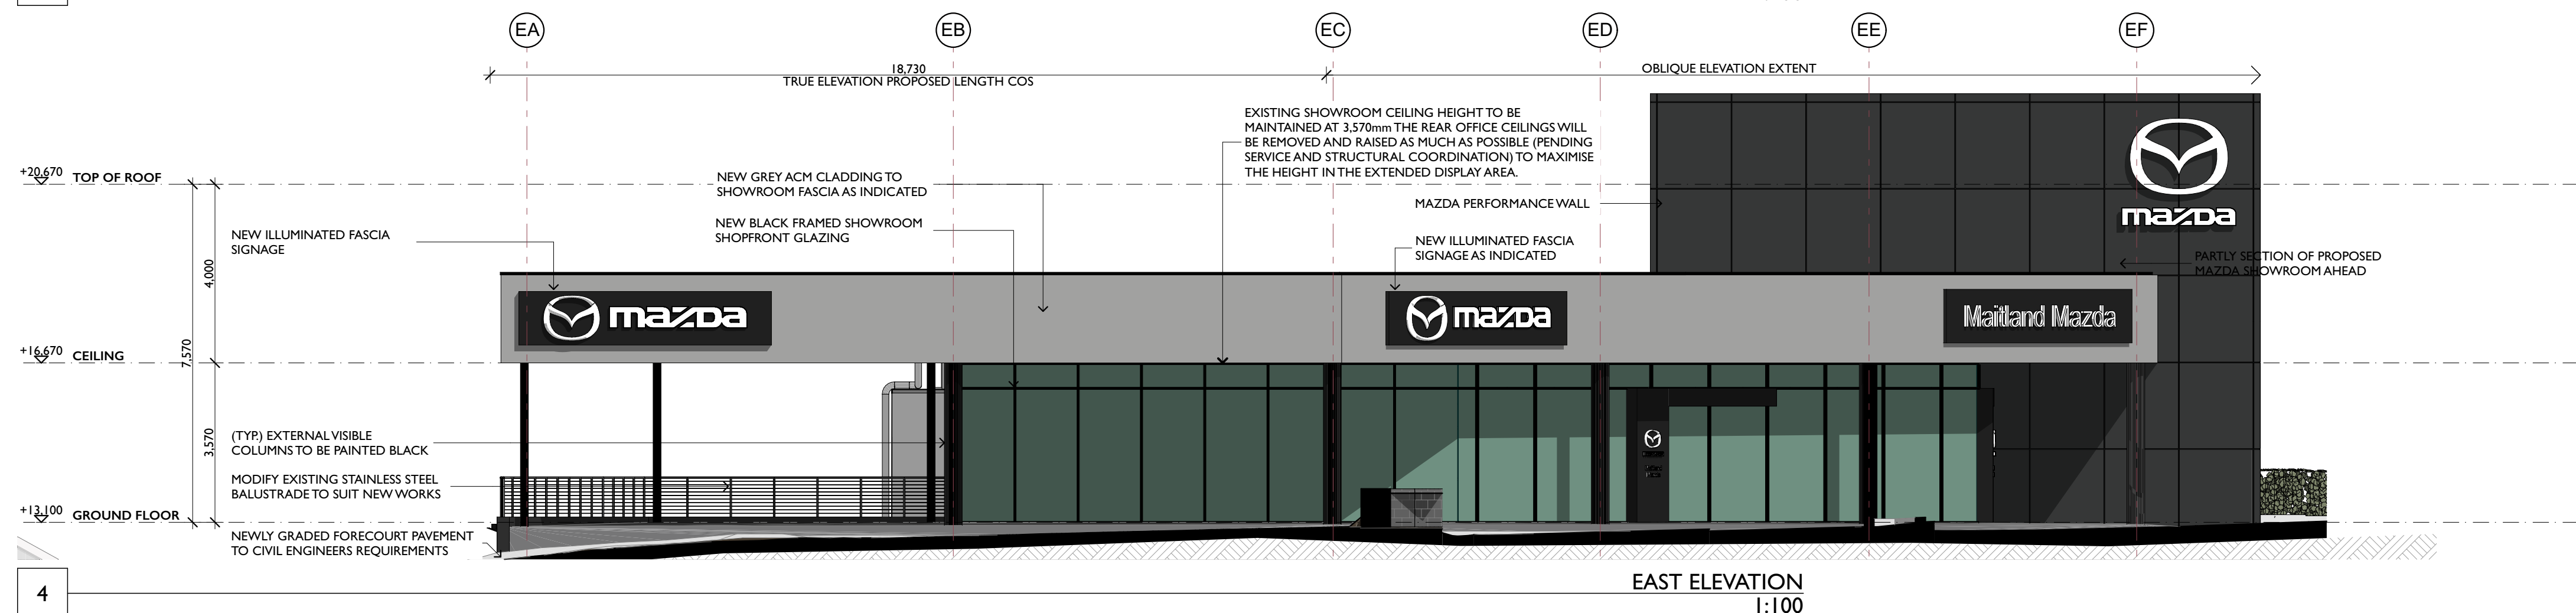 EA
EB
EC
ED
EE
EF
18,730
TRUE ELEVATION PROPOSED LENGTH COS
OBLIQUE ELEVATION EXTENT
EXISTING SHOWROOM CEILING HEIGHT TO BE
MAINTAINED AT 3,570mm THE REAR OFFICE CEILINGS WILL
BE REMOVED AND RAISED AS MUCH AS POSSIBLE (PENDING
SERVICE AND STRUCTURAL COORDINATION) TO MAXIMISE
THE HEIGHT IN THE EXTENDED DISPLAY AREA.
+20,670
TOP OF ROOF
NEW GREY ACM CLADDING TO
SHOWROOM FASCIA AS INDICATED
MAZDA PERFORMANCE WALL
mazda
NEW BLACK FRAMED SHOWROOM
SHOPFRONT GLAZING
NEW ILLUMINATED FASCIA
SIGNAGE
NEW ILLUMINATED FASCIA
SIGNAGE AS INDICATED
PARTLY SECTION OF PROPOSED
MAZDA SHOWROOM AHEAD
4,000
mazda
mazda
Maitland Mazda
+16,670
CEILING
7,570
3,570
(TYP.) EXTERNAL VISIBLE
COLUMNS TO BE PAINTED BLACK
MODIFY EXISTING STAINLESS STEEL
BALUSTRADE TO SUIT NEW WORKS
+13,100
GROUND FLOOR
NEWLY GRADED FORECOURT PAVEMENT
TO CIVIL ENGINEERS REQUIREMENTS
4
EAST ELEVATION
1:100